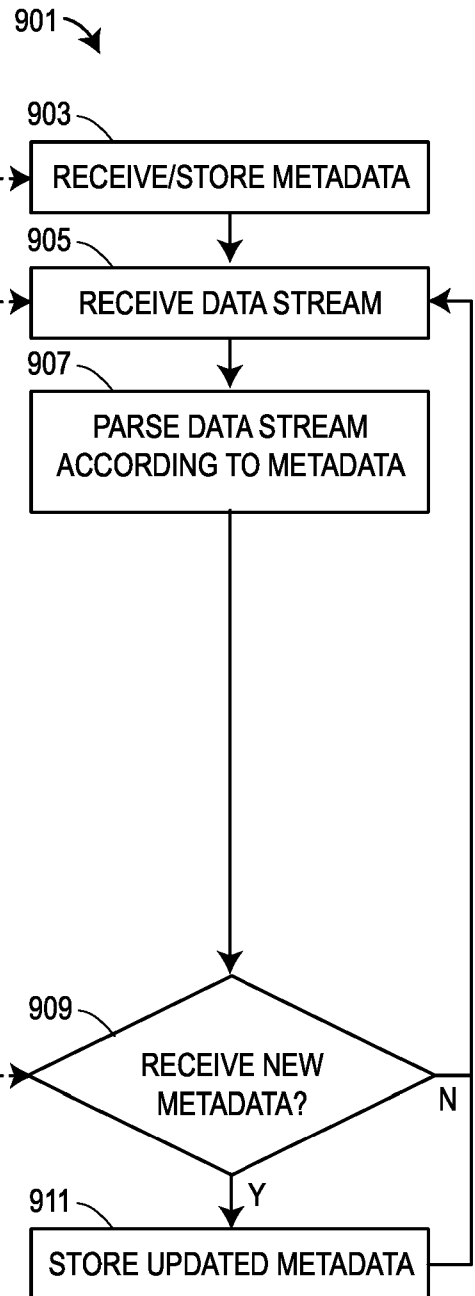 901
903
RECEIVE/STORE METADATA
905
RECEIVE DATA STREAM
907
PARSE DATA STREAM
ACCORDING TO METADATA
909
RECEIVE NEW
METADATA?
N
Y
911
STORE UPDATED METADATA